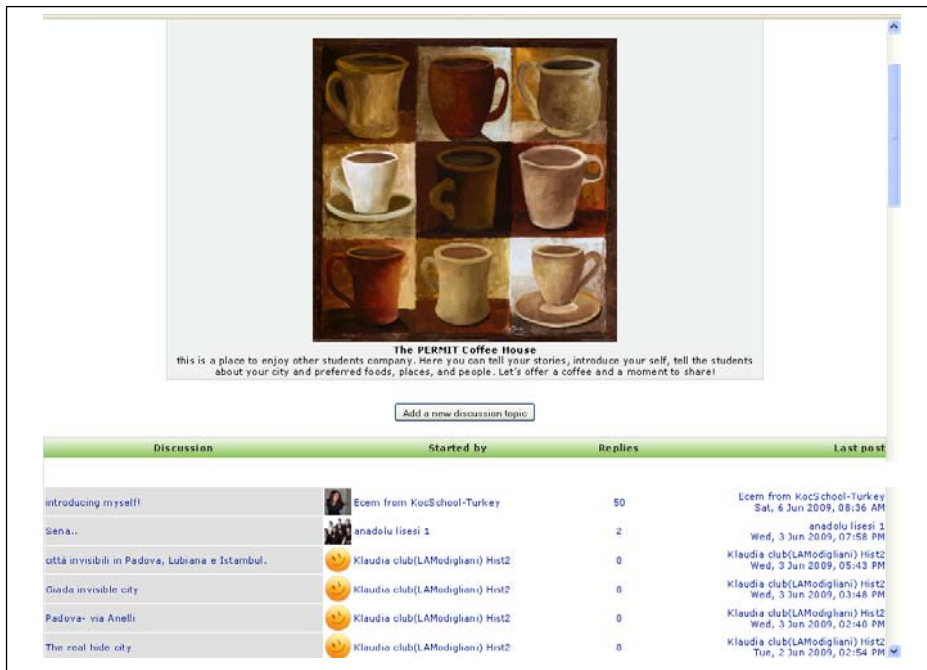 The PERMIT Coffee House
this is a place to enjoy other students company. Here you can tell your stories, introduce your self, tell the students
about your city and preferred foods, places, and people. Let's offer a coffee and a moment to share!
Add a new discussion topic
Discussion Started by Replies Last post
introducing myself! Ecem from KocSchool-Turkey 50 Ecem from KocSchool-Turkey
Sat, 6 Jun 2009, 08:36 AM
Sena.. anadolu lisesi 1 2 anadolu lisesi 1
Wed, 3 Jun 2009, 07:58 PM
città invisibili in Padova, Lubiana e Istambul. Klaudia club(LAModigliani) Hist2 0 Klaudia club(LAModigliani) Hist2
Wed, 3 Jun 2009, 05:43 PM
Giada invisible city Klaudia club(LAModigliani) Hist2 0 Klaudia club(LAModigliani) Hist2
Wed, 3 Jun 2009, 03:48 PM
Padova- via Anelli Klaudia club(LAModigliani) Hist2 0 Klaudia club(LAModigliani) Hist2
Wed, 3 Jun 2009, 02:40 PM
The real hide city Klaudia club(LAModigliani) Hist2 0 Klaudia club(LAModigliani) Hist2
Tue, 2 Jun 2009, 02:54 PM